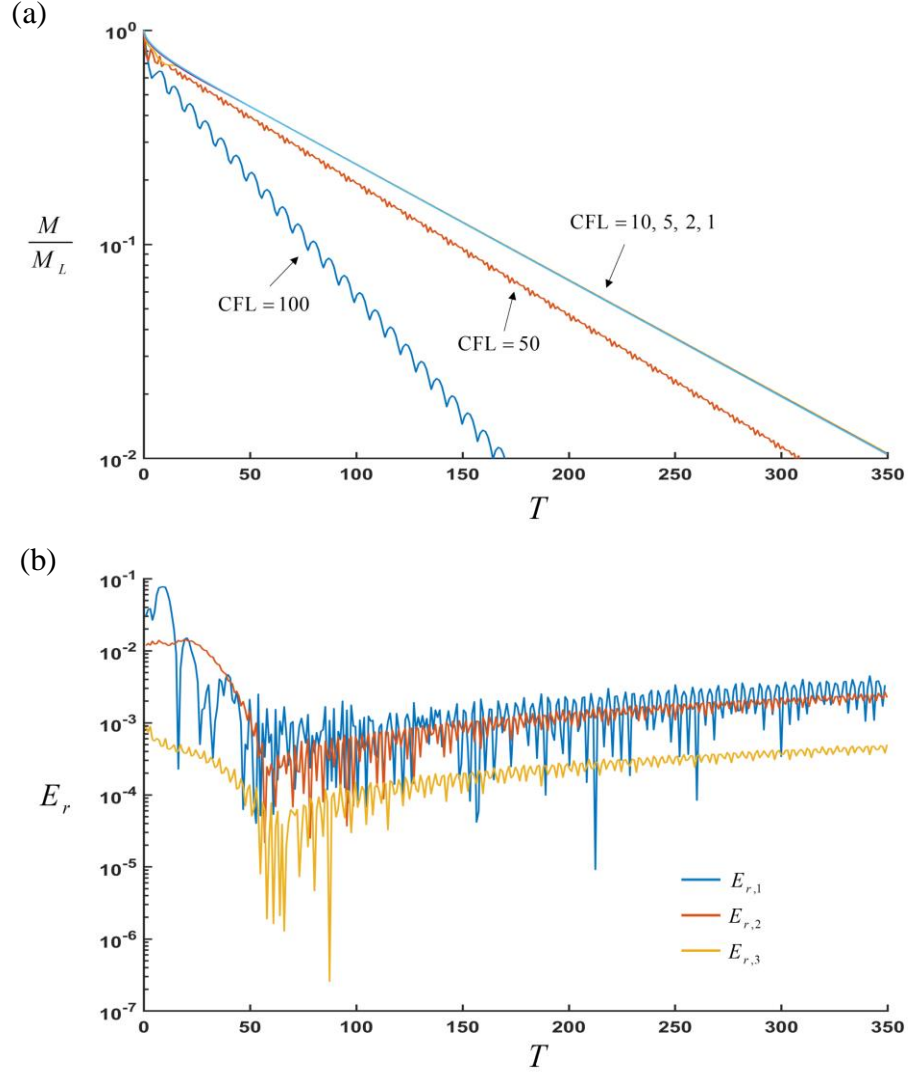 (a)
10^0
10^-1
10^-2
M
M_L
CFL = 10, 5, 2, 1
CFL = 100
CFL = 50
0 50 100 150 200 250 300 350
T
(b)
10^-1
10^-2
10^-3
10^-4
10^-5
10^-6
10^-7
E_r
E_r,1
E_r,2
E_r,3
0 50 100 150 200 250 300 350
T